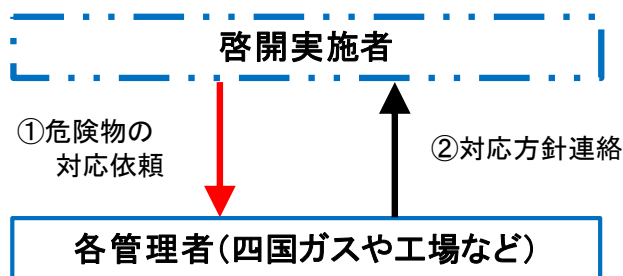 啓開実施者
①危険物の
対応依頼
②対応方針連絡
各管理者(四国ガスや工場など)